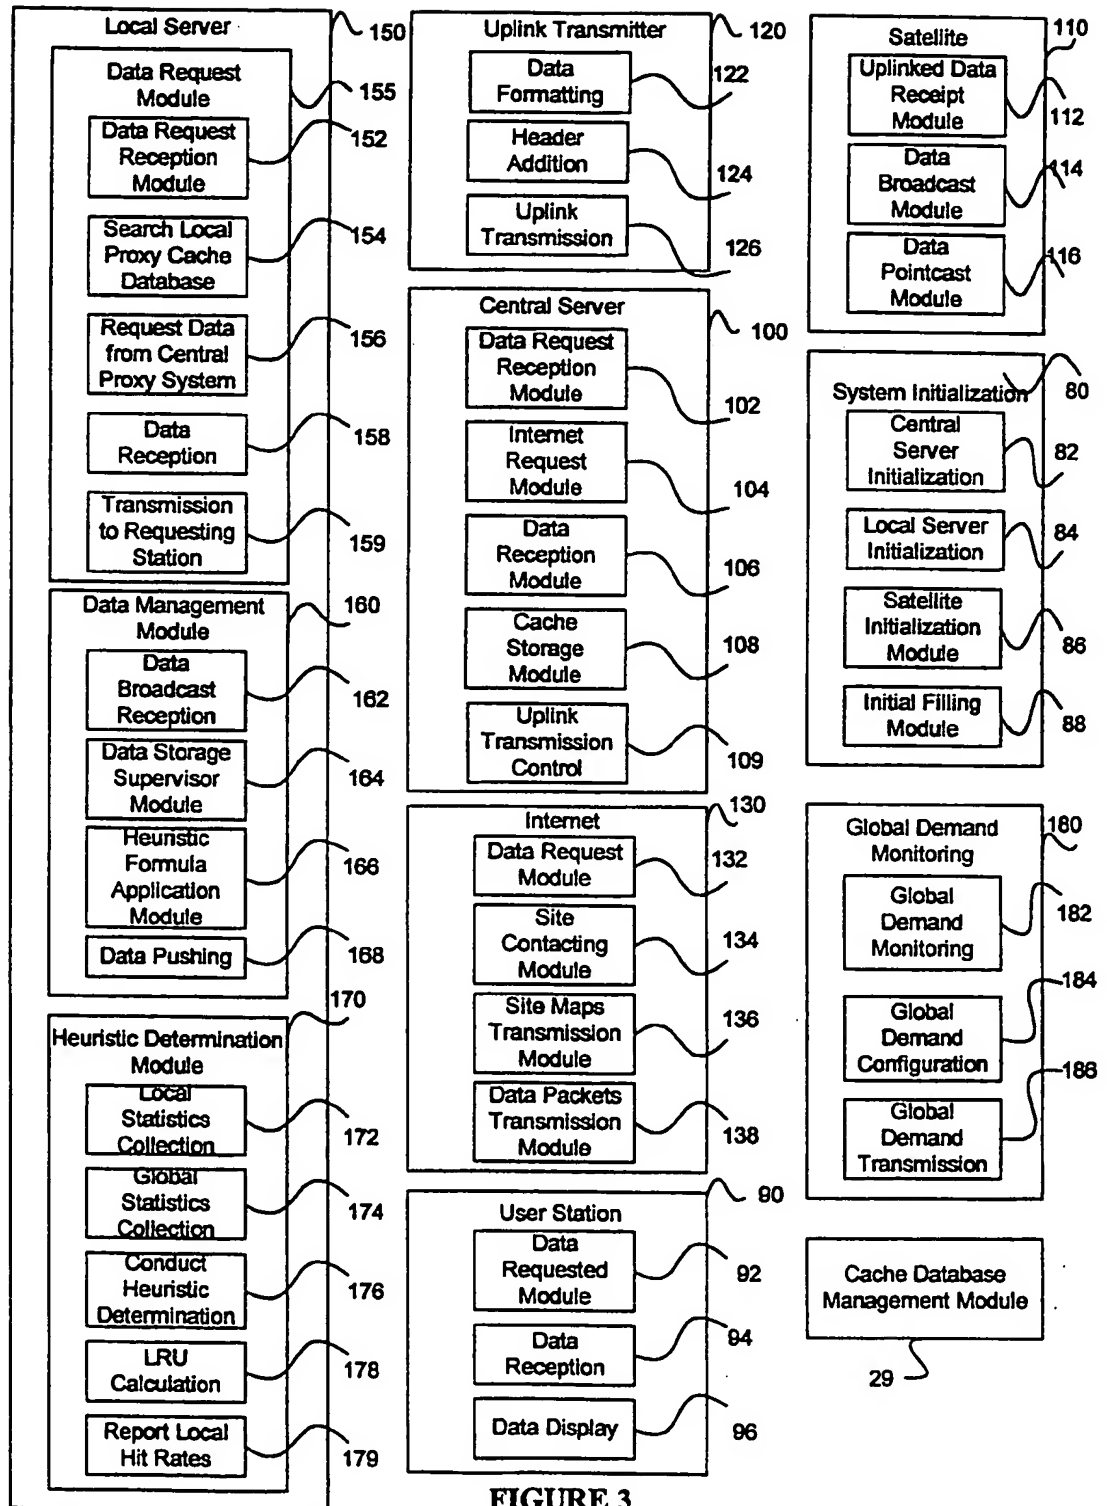 Local Server
150
Data Request
Module
155
Data Request
Reception
Module
152
Search Local
Proxy Cache
Database
154
Request Data
from Central
Proxy System
156
Data
Reception
158
Transmission
to Requesting
Station
159
Data Management
Module
160
Data
Broadcast
Reception
162
Data Storage
Supervisor
Module
164
Heuristic
Formula
Application
Module
166
Data Pushing
168
170
Heuristic Determination
Module
Local
Statistics
Collection
172
Global
Statistics
Collection
174
Conduct
Heuristic
Determination
176
LRU
Calculation
178
Report Local
Hit Rates
179
Uplink Transmitter
120
Data
Formatting
122
Header
Addition
124
Uplink
Transmission
126
Central Server
100
Data Request
Reception
Module
102
Internet
Request
Module
104
Data
Reception
Module
106
Cache
Storage
Module
108
Uplink
Transmission
Control
109
Internet
130
Data Request
Module
132
Site
Contacting
Module
134
Site Maps
Transmission
Module
136
Data Packets
Transmission
Module
138
User Station
90
Data
Requested
Module
92
Data
Reception
94
Data Display
96
Satellite
110
Uplinked Data
Receipt
Module
112
Data
Broadcast
Module
114
Data
Pointcast
Module
116
System Initialization
80
Central
Server
Initialization
82
Local Server
Initialization
84
Satellite
Initialization
Module
86
Initial Filling
Module
88
Global Demand
Monitoring
180
Global
Demand
Monitoring
182
Global
Demand
Configuration
184
Global
Demand
Transmission
186
Cache Database
Management Module
29
FIGURE 3